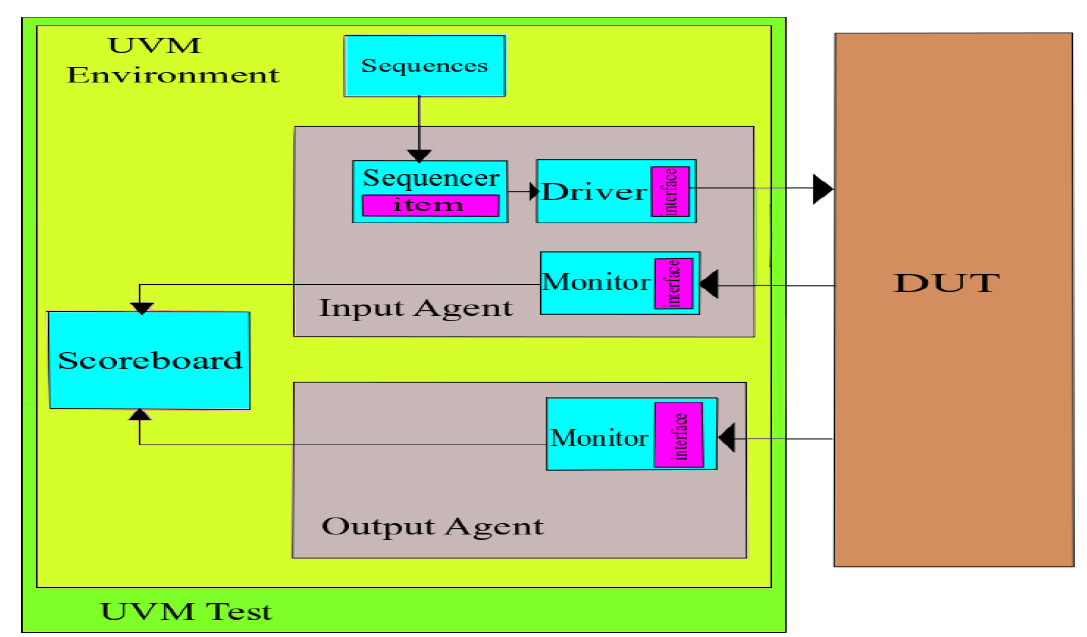 UVM
Environment
Sequences
Sequencer
item
Driver
interface
Monitor
interface
Input Agent
DUT
Scoreboard
Monitor
interface
Output Agent
UVM Test